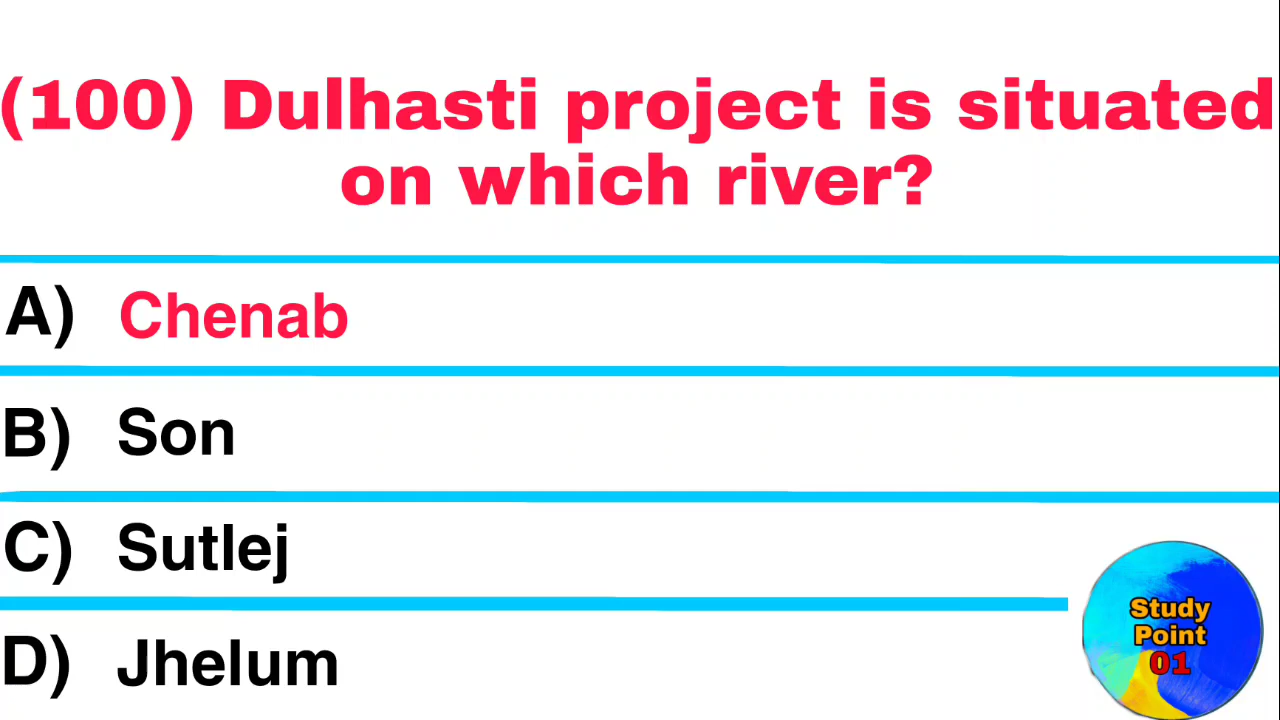 (100) Dulhasti project is situated
on which river?
A) Chenab
B) Son
C) Sutlej
D) Jhelum
Study
Point
01